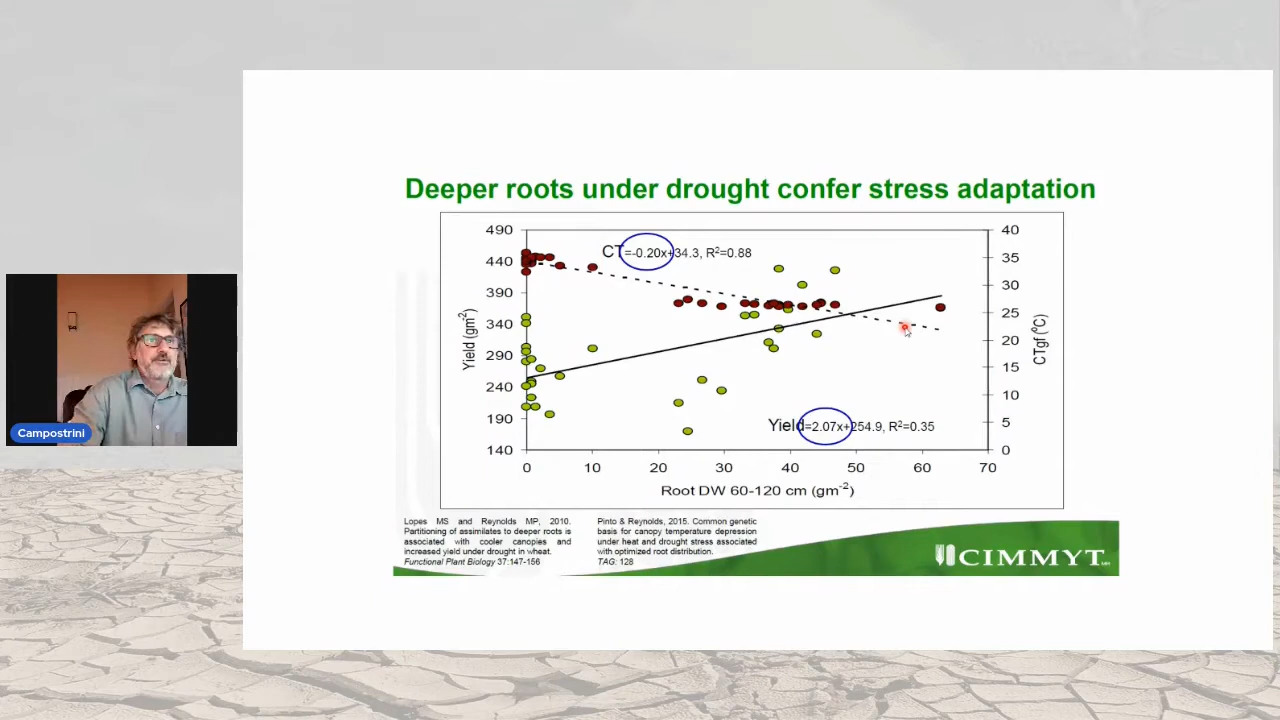 Deeper roots under drought confer stress adaptation
490
440
390
340
290
240
190
140
Yield (gm-2)
CT=-0.20x+34.3, R2=0.88
Yield=2.07x+254.9, R2=0.35
40
35
30
25
20
15
10
5
0
CTgf (0C)
0 10 20 30 40 50 60 70
Root DW 60-120 cm (gm-2)
Campostrini
Lopes MS and Reynolds MP, 2010.
Partitioning of assimilates to deeper roots is
associated with cooler canopies and
increased yield under drought in wheat.
Functional Plant Biology 37:147-156
Pinto & Reynolds, 2015. Common genetic
basis for canopy temperature depression
under heat and drought stress associated
with optimized root distribution.
TAG: 128
CIMMYT